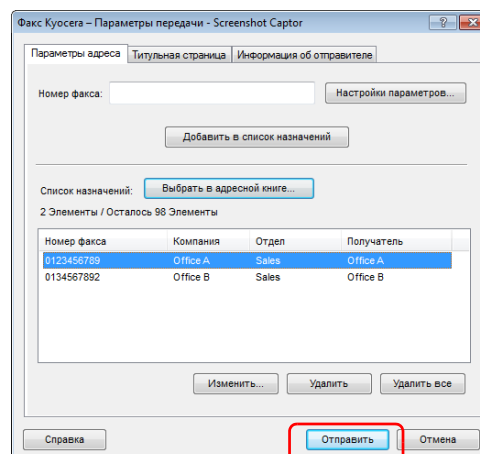 Факс Kyocera – Параметры передачи - Screenshot Captor
Параметры адреса Титульная страница Информация об отправителе
Номер факса: Настройки параметров...
Добавить в список назначений
Список назначений: Выбрать в адресной книге...
2 Элементы / Осталось 98 Элементы
Номер факса Компания Отдел Получатель
0123456789 Office A Sales Office A
0134567892 Office B Sales Office B
Изменить... Удалить Удалить все
Справка Отправить Отмена